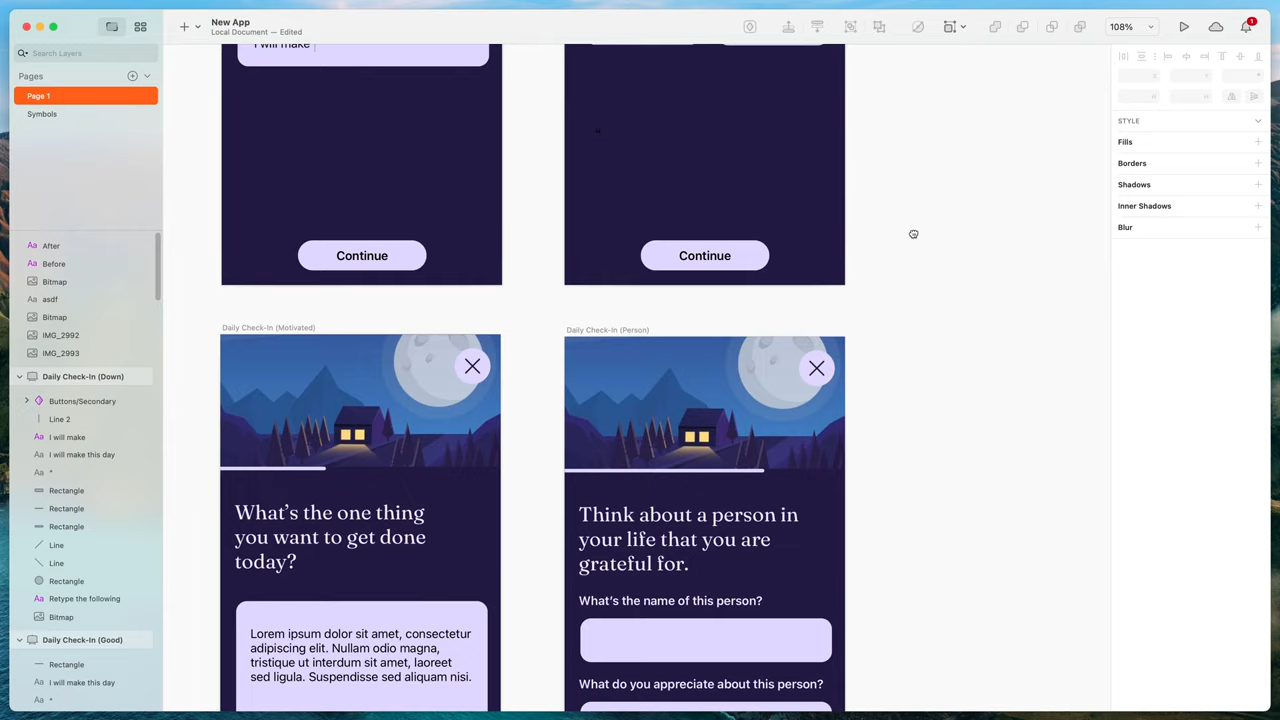 New App
Local Document — Edited
108%
1
Search Layers
Pages
Page 1
Symbols
After
Before
Bitmap
asdf
Bitmap
IMG_2992
IMG_2993
Daily Check-In (Down)
Buttons/Secondary
Line 2
I will make
I will make this day
*
Rectangle
Rectangle
Rectangle
Line
Line
Rectangle
Retype the following
Bitmap
Daily Check-In (Good)
Rectangle
I will make this day
*
I will make
Continue
Continue
Daily Check-In (Motivated)
What's the one thing
you want to get done
today?
Lorem ipsum dolor sit amet, consectetur
adipiscing elit. Nullam odio magna,
tristique ut interdum sit amet, laoreet
sed ligula. Suspendisse sed aliquam nisi.
Daily Check-In (Person)
Think about a person in
your life that you are
grateful for.
What's the name of this person?
What do you appreciate about this person?
STYLE
Fills
Borders
Shadows
Inner Shadows
Blur